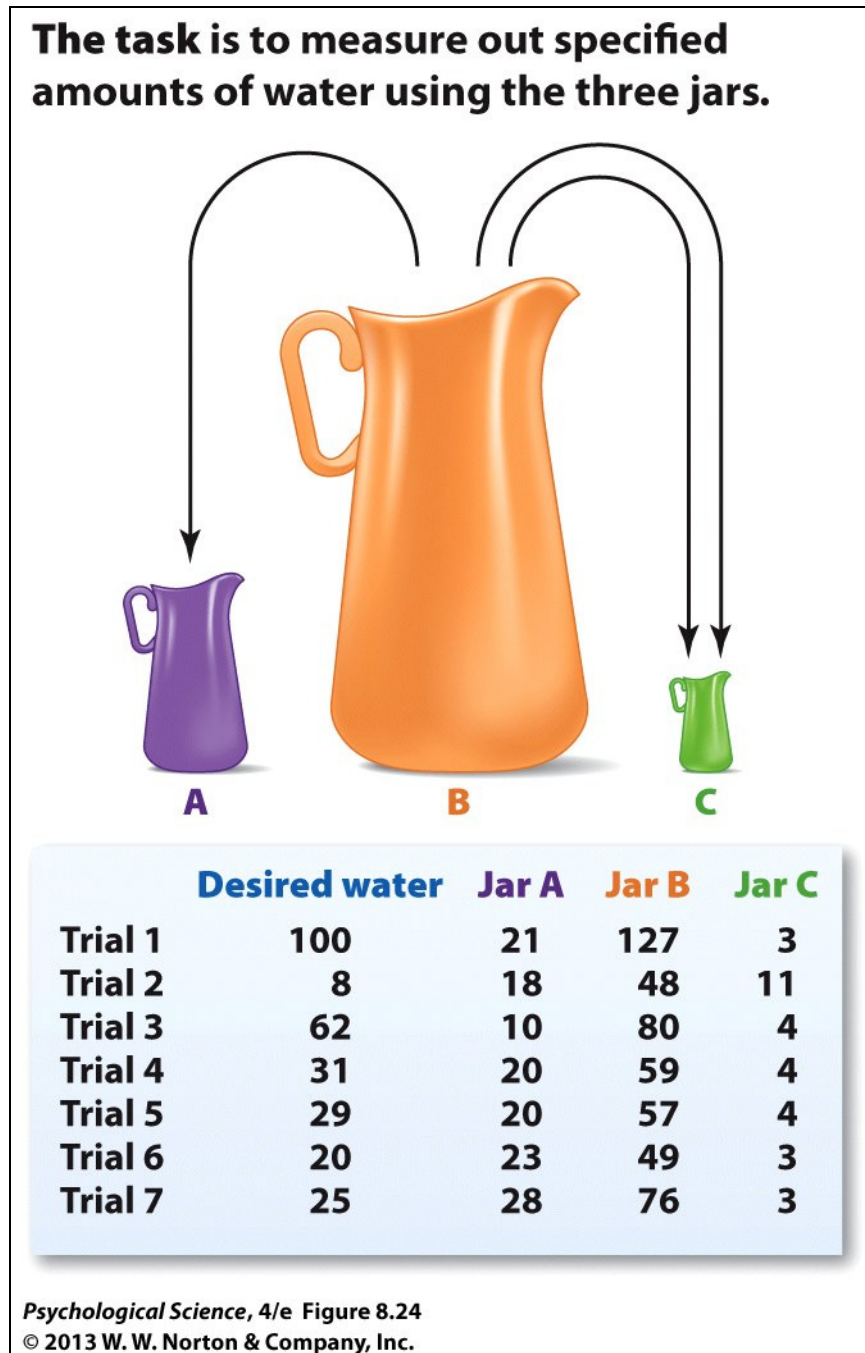 The task is to measure out specified
amounts of water using the three jars.
A B C
Desired water Jar A Jar B Jar C
Trial 1 100 21 127 3
Trial 2 8 18 48 11
Trial 3 62 10 80 4
Trial 4 31 20 59 4
Trial 5 29 20 57 4
Trial 6 20 23 49 3
Trial 7 25 28 76 3
Psychological Science, 4/e Figure 8.24
© 2013 W. W. Norton & Company, Inc.